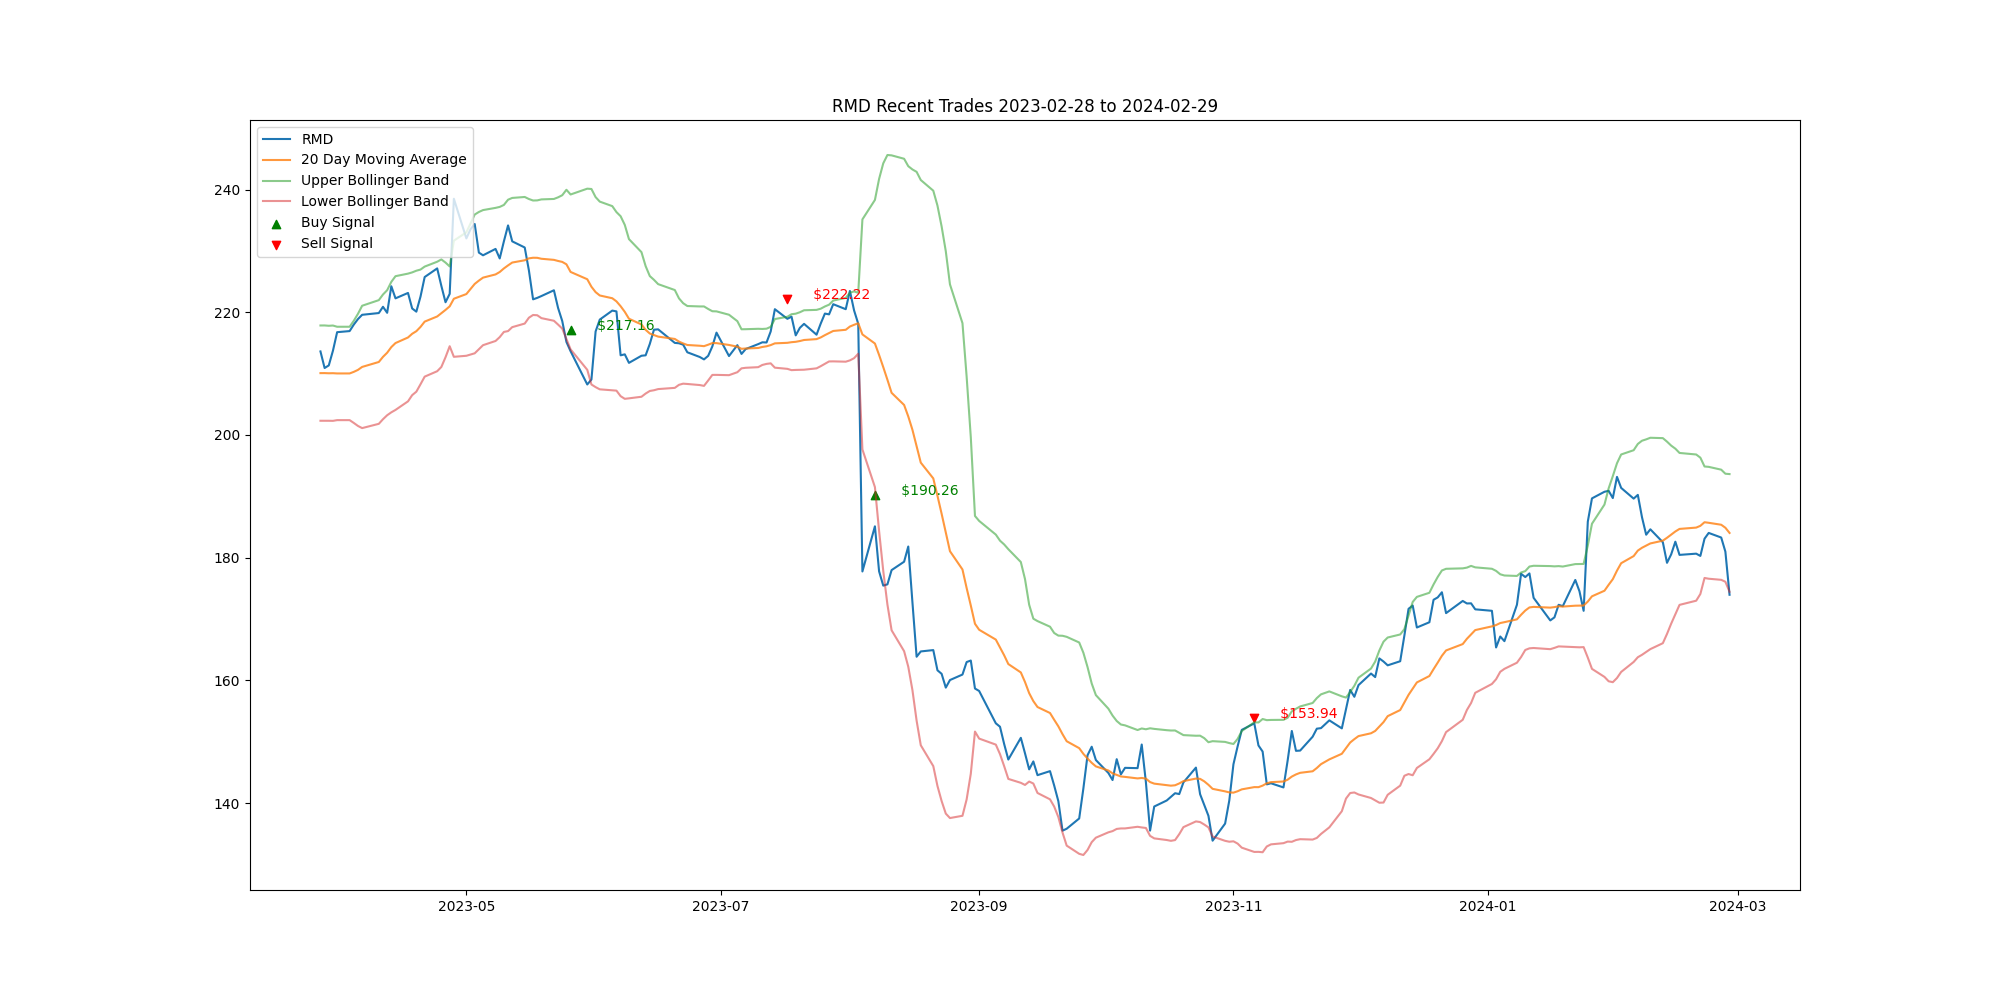 RMD Recent Trades 2023-02-28 to 2024-02-29
RMD
20 Day Moving Average
Upper Bollinger Band
Lower Bollinger Band
Buy Signal
Sell Signal
240
220
200
180
160
140
$217.16
$222.22
$190.26
$153.94
2023-05
2023-07
2023-09
2023-11
2024-01
2024-03